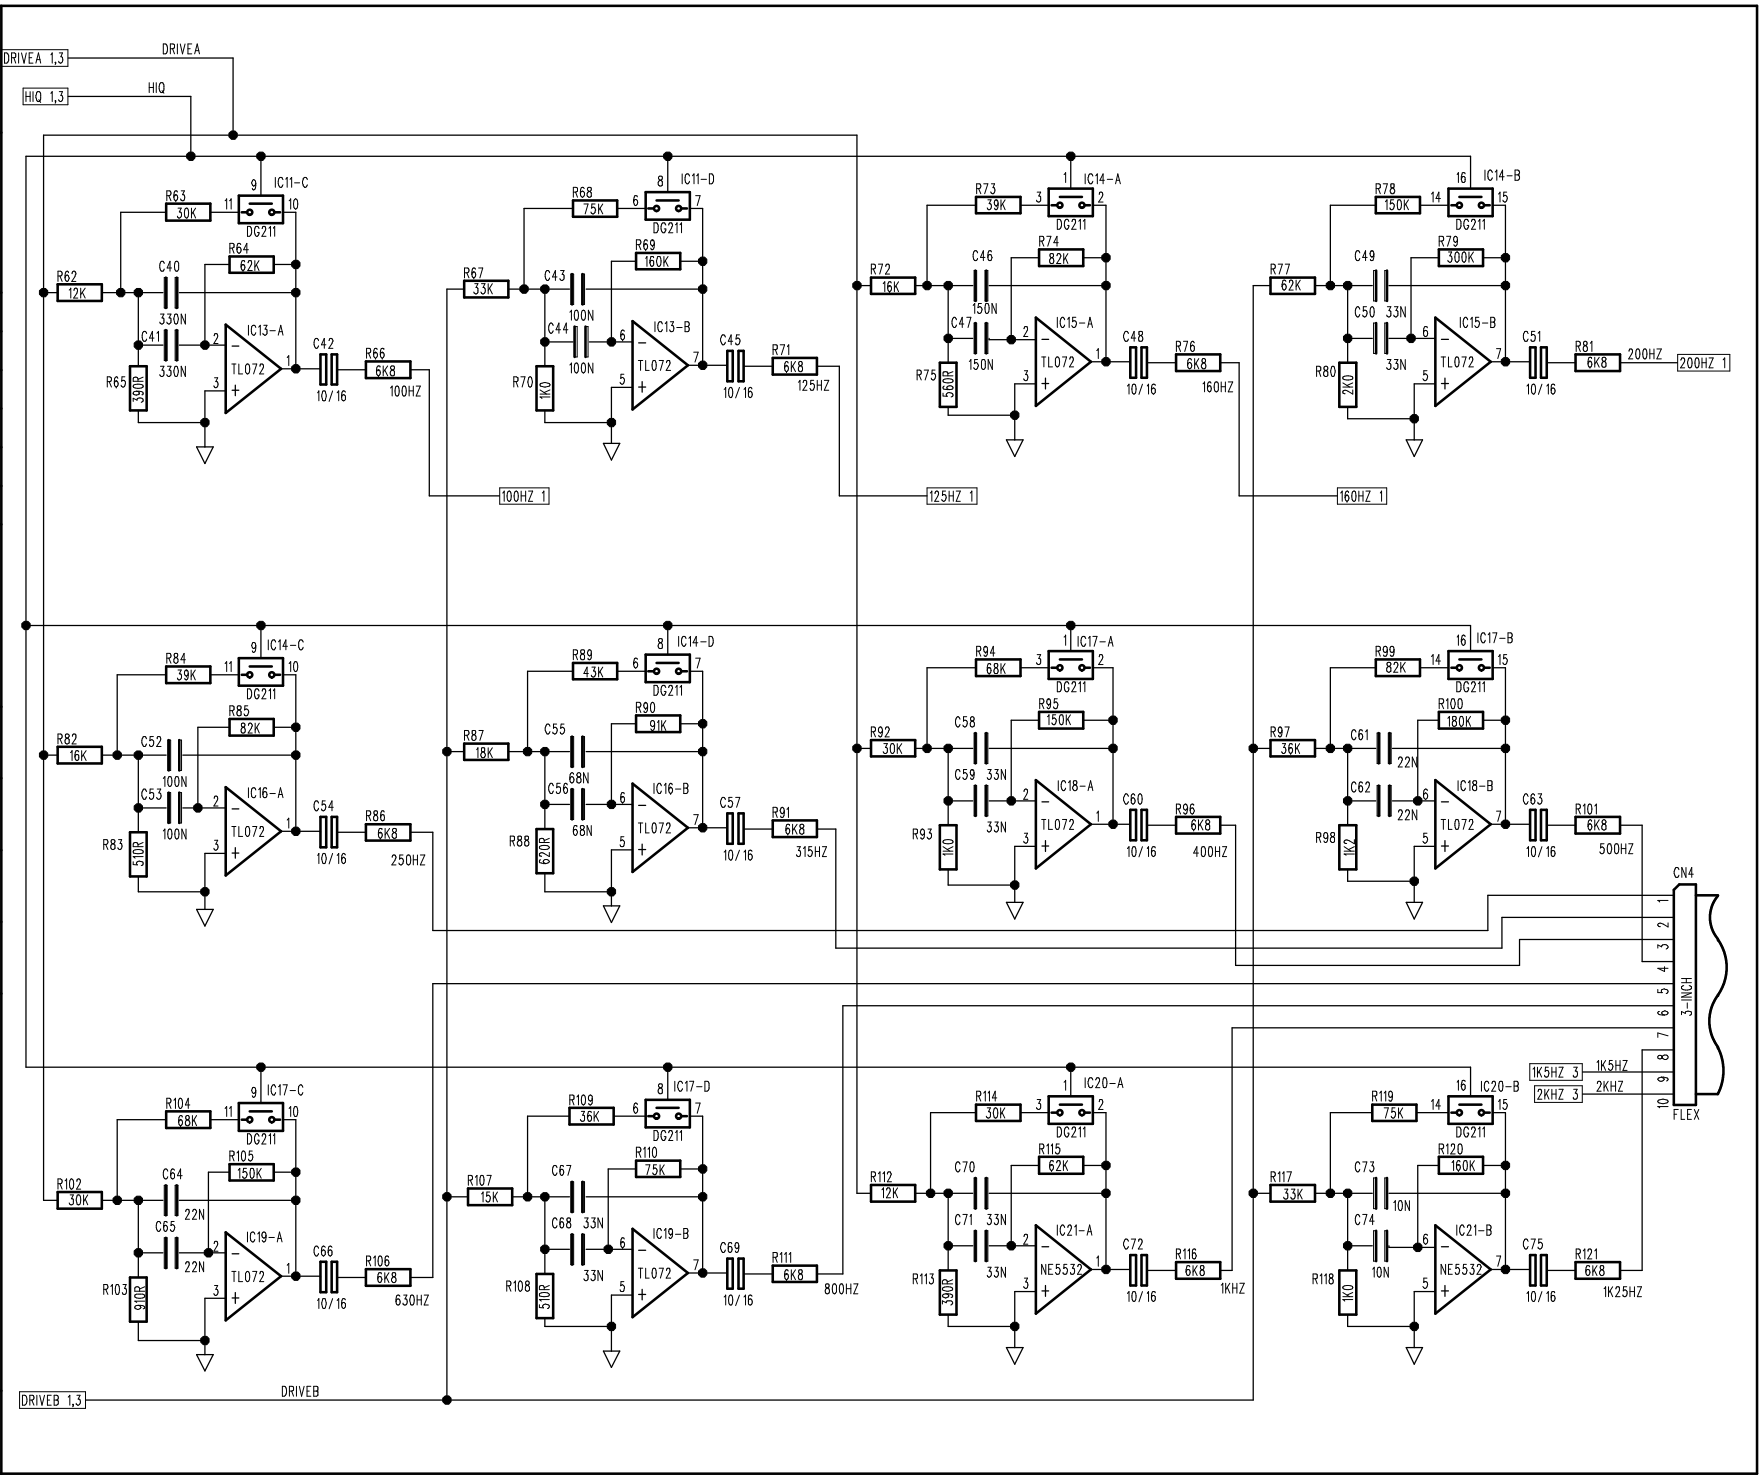 DRIVEA 1,3
DRIVEA
HIQ 1,3
HIQ
R63
30K
11
9
10
IC11-C
DG211
R64
62K
R62
12K
C40
330N
C41
330N
R65
390R
2
3
1
IC13-A
TL072
C42
10/16
R66
6K8
100HZ
100HZ 1
R68
75K
6
8
7
IC11-D
DG211
R69
160K
R67
33K
C43
100N
C44
100N
R70
1K0
6
5
7
IC13-B
TL072
C45
10/16
R71
6K8
125HZ
125HZ 1
R73
39K
3
1
2
IC14-A
DG211
R74
82K
R72
16K
C46
150N
C47
150N
R75
560R
2
3
1
IC15-A
TL072
C48
10/16
R76
6K8
160HZ
160HZ 1
R78
150K
14
16
15
IC14-B
DG211
R79
300K
R77
62K
C49
33N
C50
33N
R80
2K0
6
5
7
IC15-B
TL072
C51
10/16
R81
6K8
200HZ
200HZ 1
R84
39K
11
9
10
IC14-C
DG211
R85
82K
R82
16K
C52
100N
C53
100N
R83
510R
2
3
1
IC16-A
TL072
C54
10/16
R86
6K8
250HZ
R89
43K
6
8
7
IC14-D
DG211
R90
91K
R87
18K
C55
68N
C56
68N
R88
620R
6
5
7
IC16-B
TL072
C57
10/16
R91
6K8
315HZ
R94
68K
3
1
2
IC17-A
DG211
R95
150K
R92
30K
C58
33N
C59
33N
R93
1K0
2
3
1
IC18-A
TL072
C60
10/16
R96
6K8
400HZ
R99
82K
14
16
15
IC17-B
DG211
R100
180K
R97
36K
C61
22N
C62
22N
R98
1K2
6
5
7
IC18-B
TL072
C63
10/16
R101
6K8
500HZ
CN4
1
2
3
4
5
6
7
8
9
10
3-INCH
FLEX
1K5HZ 3
1K5HZ
2KHZ 3
2KHZ
R104
68K
11
9
10
IC17-C
DG211
R105
150K
R102
30K
C64
22N
C65
22N
R103
910R
2
3
1
IC19-A
TL072
C66
10/16
R106
6K8
630HZ
R109
36K
6
8
7
IC17-D
DG211
R110
75K
R107
15K
C67
33N
C68
33N
R108
510R
6
5
7
IC19-B
TL072
C69
10/16
R111
6K8
800HZ
R114
30K
3
1
2
IC20-A
DG211
R115
62K
R112
12K
C70
33N
C71
33N
R113
390R
2
3
1
IC21-A
NE5532
C72
10/16
R116
6K8
1KHZ
R119
75K
14
16
15
IC20-B
DG211
R120
160K
R117
33K
C73
10N
C74
10N
R118
1K0
6
5
7
IC21-B
NE5532
C75
10/16
R121
6K8
1K25HZ
DRIVEB 1,3
DRIVEB